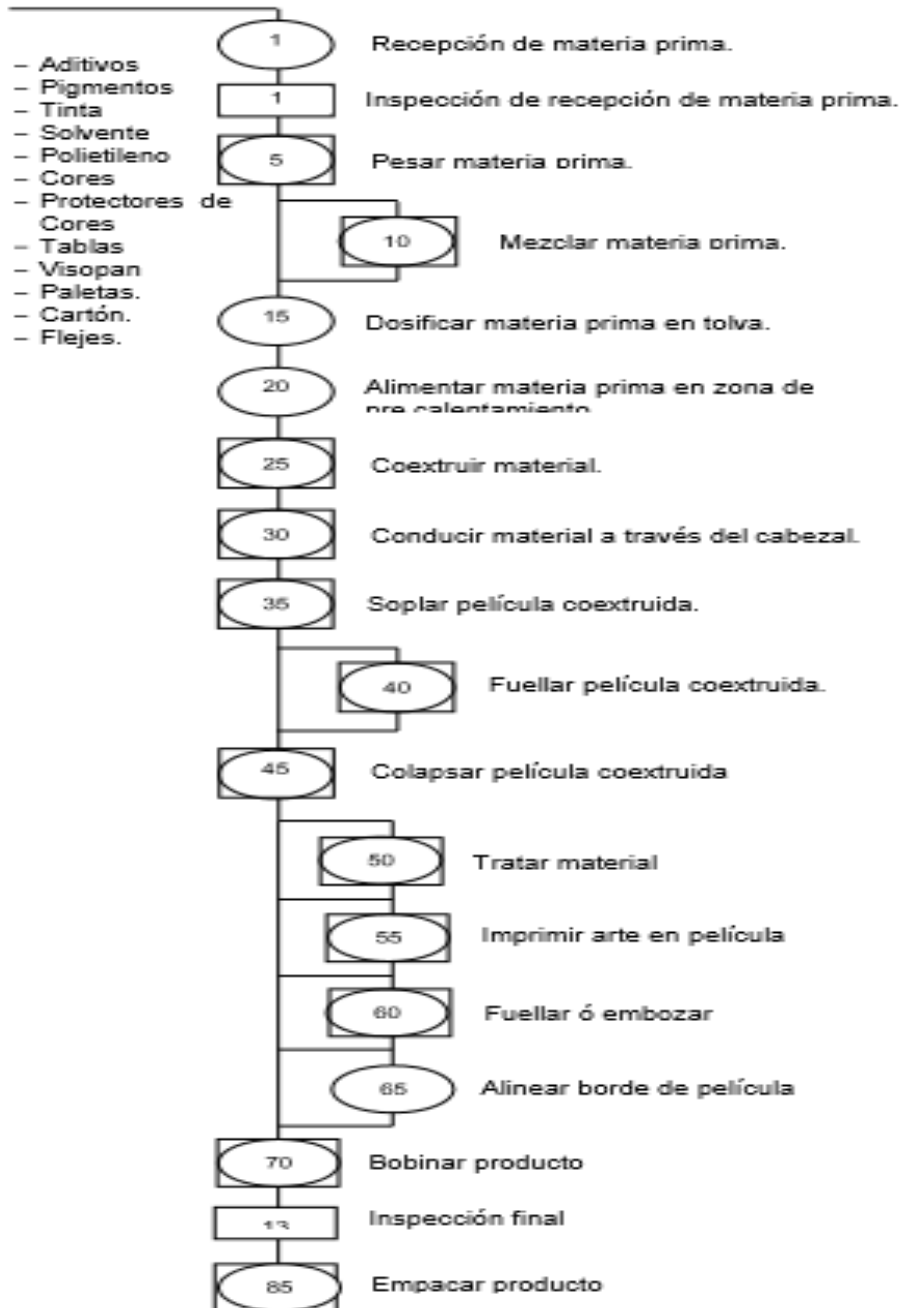 – Aditivos
– Pigmentos
– Tinta
– Solvente
– Polietileno
– Cores
– Protectores de
Cores
– Tablas
– Visopan
– Paletas.
– Cartón.
– Flejes.
1 Recepción de materia prima.
1 Inspección de recepción de materia prima.
5 Pesar materia prima.
10 Mezclar materia prima.
15 Dosificar materia prima en tolva.
20 Alimentar materia prima en zona de
pre calentamiento
25 Coextruir material.
30 Conducir material a través del cabezal.
35 Soplar película coextruida.
40 Fuellar película coextruida.
45 Colapsar película coextruida
50 Tratar material
55 Imprimir arte en película
60 Fuellar ó embozar
65 Alinear borde de película
70 Bobinar producto
13 Inspección final
85 Empacar producto